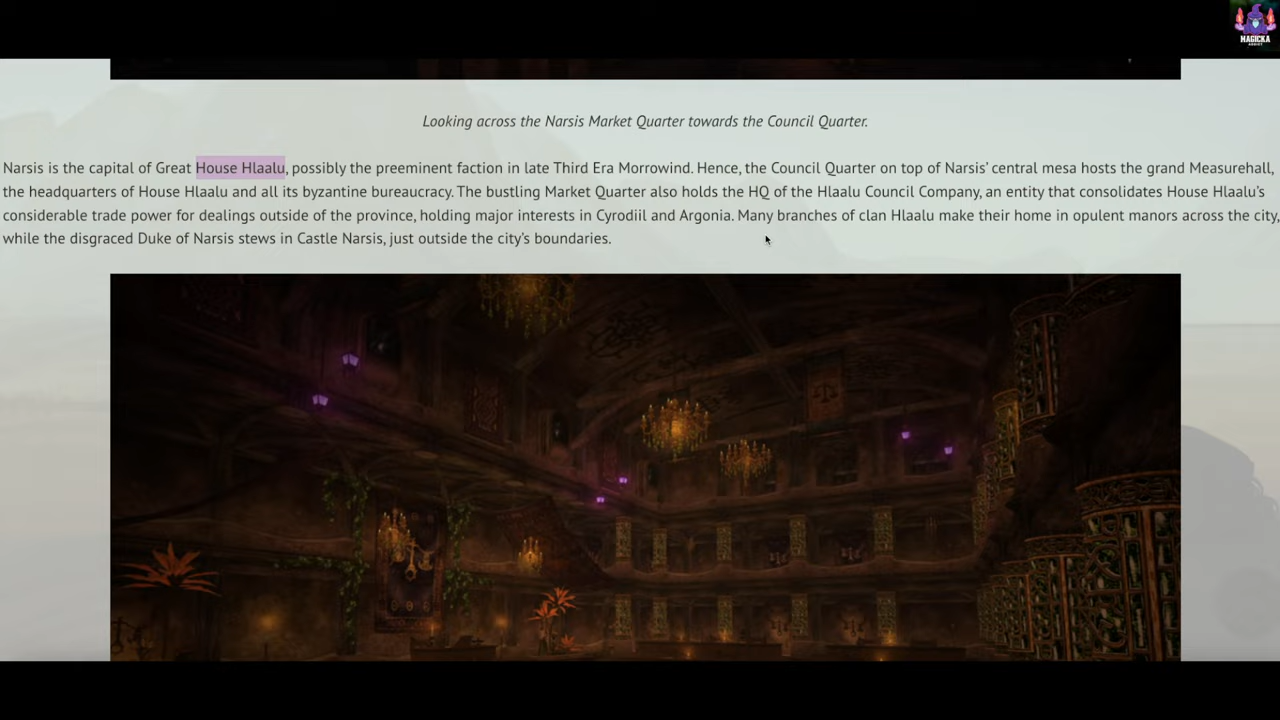 MAGICKA
ADDICT
Looking across the Narsis Market Quarter towards the Council Quarter.
Narsis is the capital of Great House Hlaalu, possibly the preeminent faction in late Third Era Morrowind. Hence, the Council Quarter on top of Narsis’ central mesa hosts the grand Measurehall,
the headquarters of House Hlaalu and all its byzantine bureaucracy. The bustling Market Quarter also holds the HQ of the Hlaalu Council Company, an entity that consolidates House Hlaalu’s
considerable trade power for dealings outside of the province, holding major interests in Cyrodiil and Argonia. Many branches of clan Hlaalu make their home in opulent manors across the city,
while the disgraced Duke of Narsis stews in Castle Narsis, just outside the city’s boundaries.